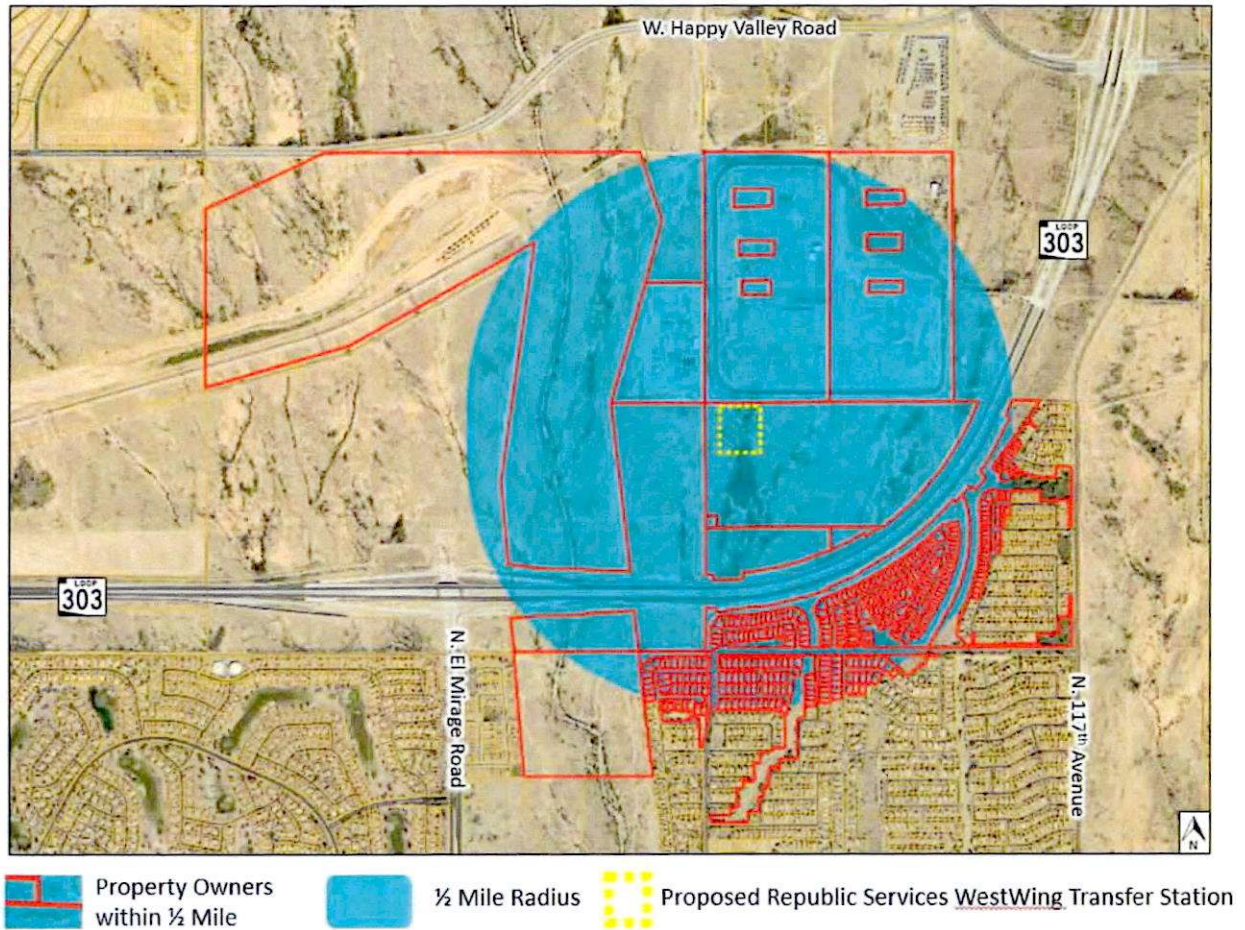 W. Happy Valley Road
LOOP
303
LOOP
303
N. El Mirage Road
N. 117th Avenue
N
Property Owners
within ½ Mile
½ Mile Radius
Proposed Republic Services WestWing Transfer Station